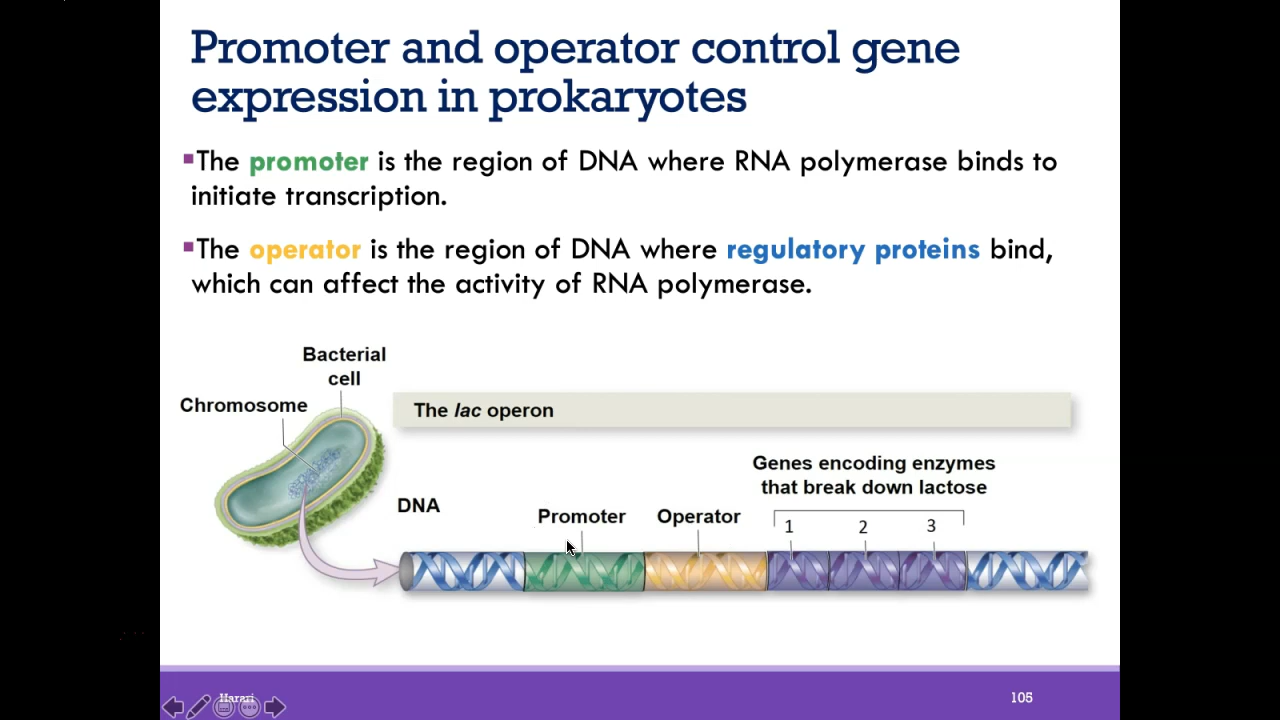 Promoter and operator control gene
expression in prokaryotes
▪The promoter is the region of DNA where RNA polymerase binds to
initiate transcription.
▪The operator is the region of DNA where regulatory proteins bind,
which can affect the activity of RNA polymerase.
Bacterial
cell
Chromosome
The lac operon
Genes encoding enzymes
that break down lactose
DNA
Promoter
Operator
1 2 3
Harari
105